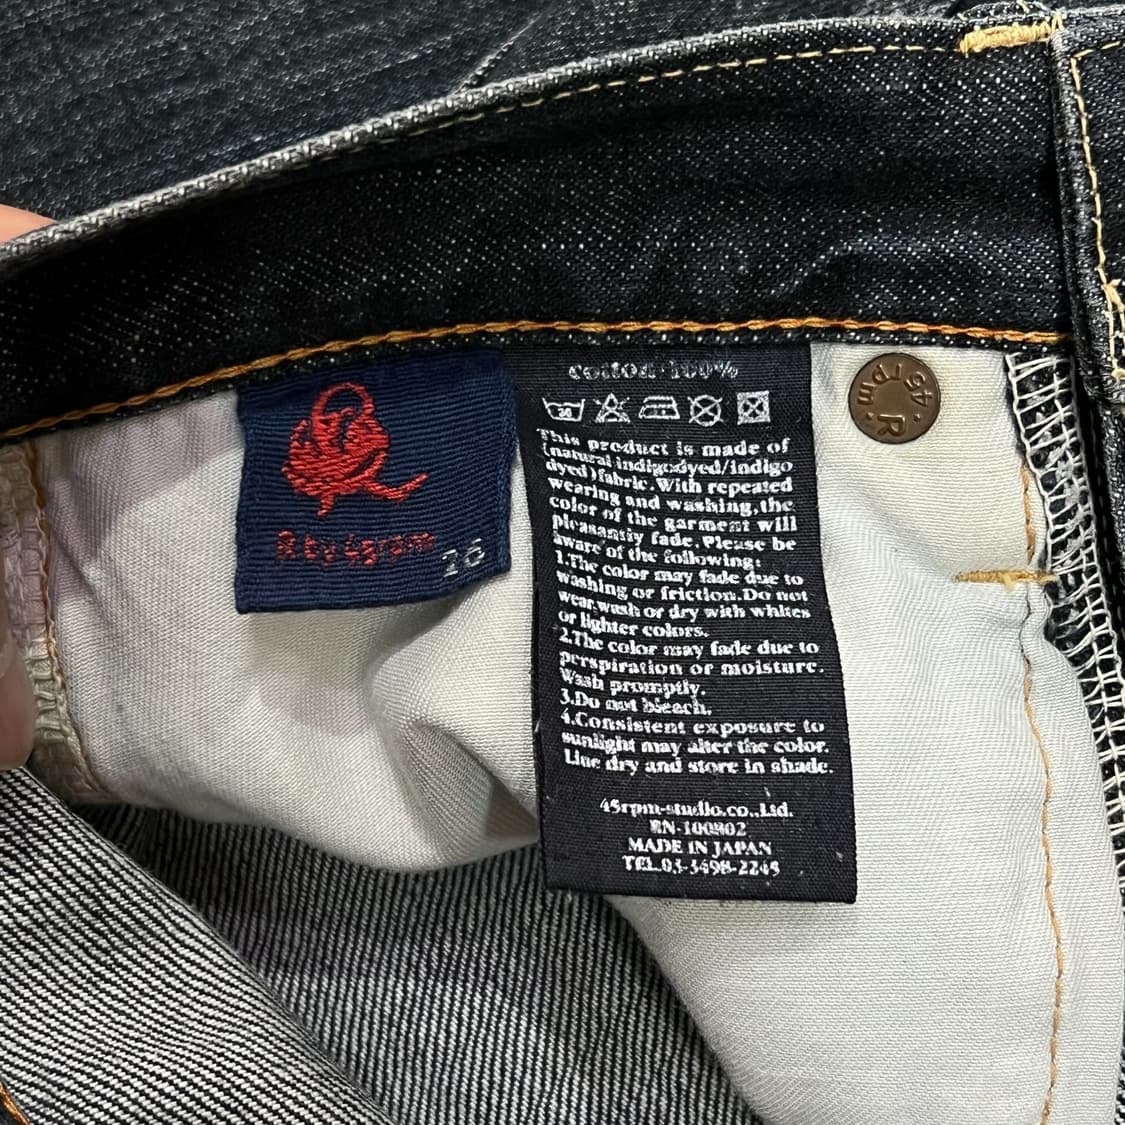 R by 45rpm
26
cotton 100%
30
This product is made of
(natural indigodyed/indigo
dyed)fabric.With repeated
wearing and washing,the
color of the garment will
pleasantly fade.Please be
aware of the following:
1.The color may fade due to
washing or friction.Do not
wear,wash or dry with whites
or lighter colors.
2.The color may fade due to
perspiration or moisture.
Wash promptly.
3.Do not bleach.
4.Consistent exposure to
sunlight may alter the color.
Line dry and store in shade.
45rpm-studio.co.,Ltd.
RN-100802
MADE IN JAPAN
TEL.03-3498-2245
45rpm R